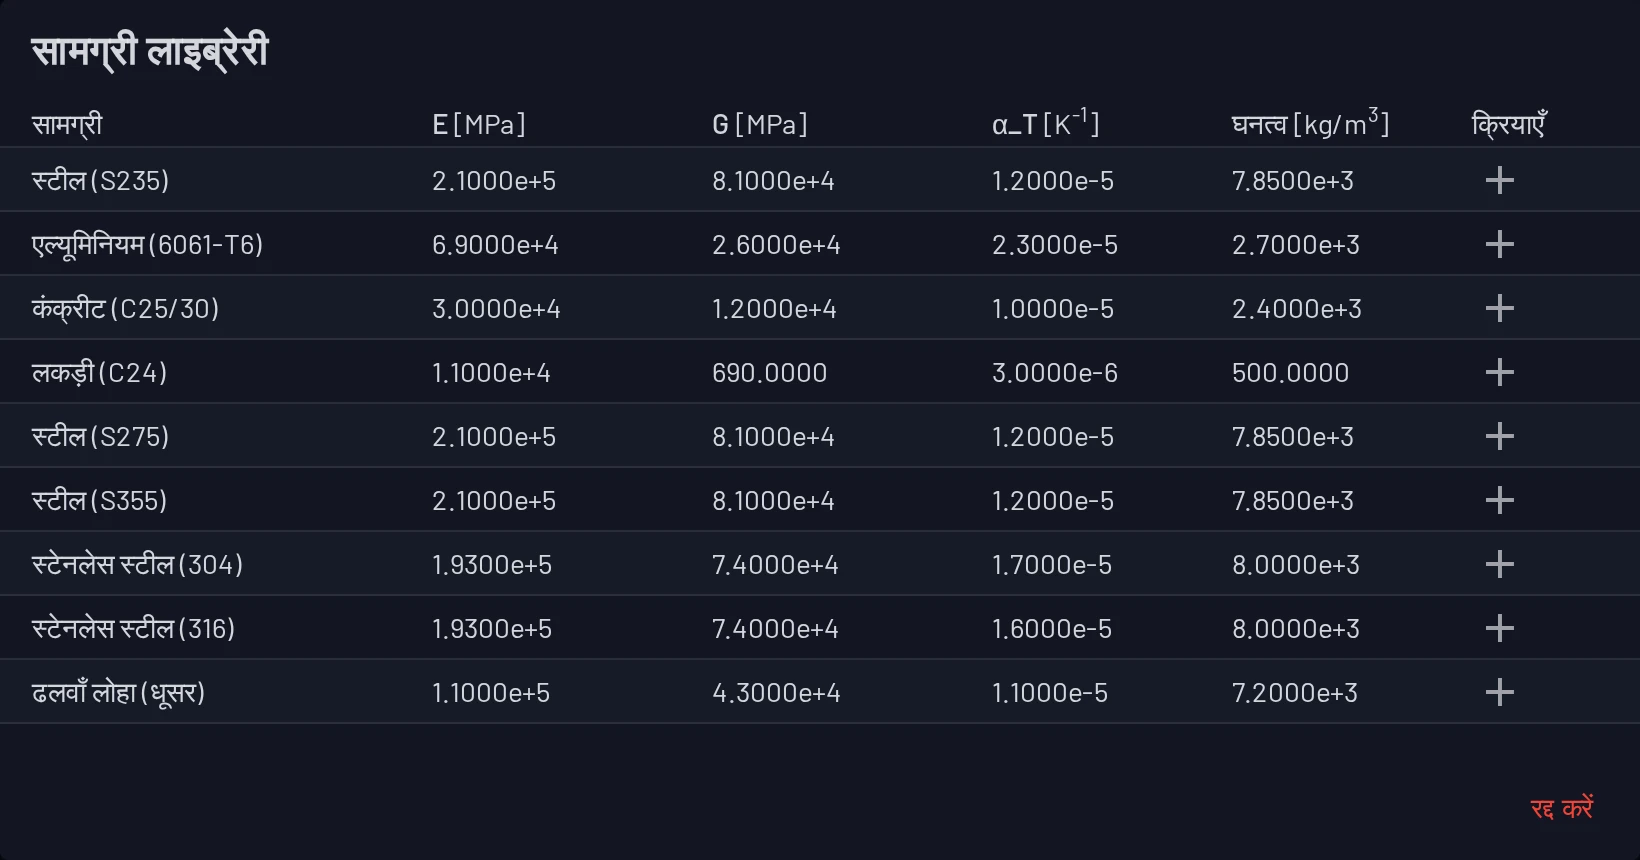 सामग्री लाइब्रेरी
सामग्री E [MPa] G [MPa] α_T [K⁻¹] घनत्व [kg/m³] क्रियाएँ
स्टील (S235) 2.1000e+5 8.1000e+4 1.2000e-5 7.8500e+3 +
एल्यूमिनियम (6061-T6) 6.9000e+4 2.6000e+4 2.3000e-5 2.7000e+3 +
कंक्रीट (C25/30) 3.0000e+4 1.2000e+4 1.0000e-5 2.4000e+3 +
लकड़ी (C24) 1.1000e+4 690.0000 3.0000e-6 500.0000 +
स्टील (S275) 2.1000e+5 8.1000e+4 1.2000e-5 7.8500e+3 +
स्टील (S355) 2.1000e+5 8.1000e+4 1.2000e-5 7.8500e+3 +
स्टेनलेस स्टील (304) 1.9300e+5 7.4000e+4 1.7000e-5 8.0000e+3 +
स्टेनलेस स्टील (316) 1.9300e+5 7.4000e+4 1.6000e-5 8.0000e+3 +
ढलवाँ लोहा (धूसर) 1.1000e+5 4.3000e+4 1.1000e-5 7.2000e+3 +
रद्द करें